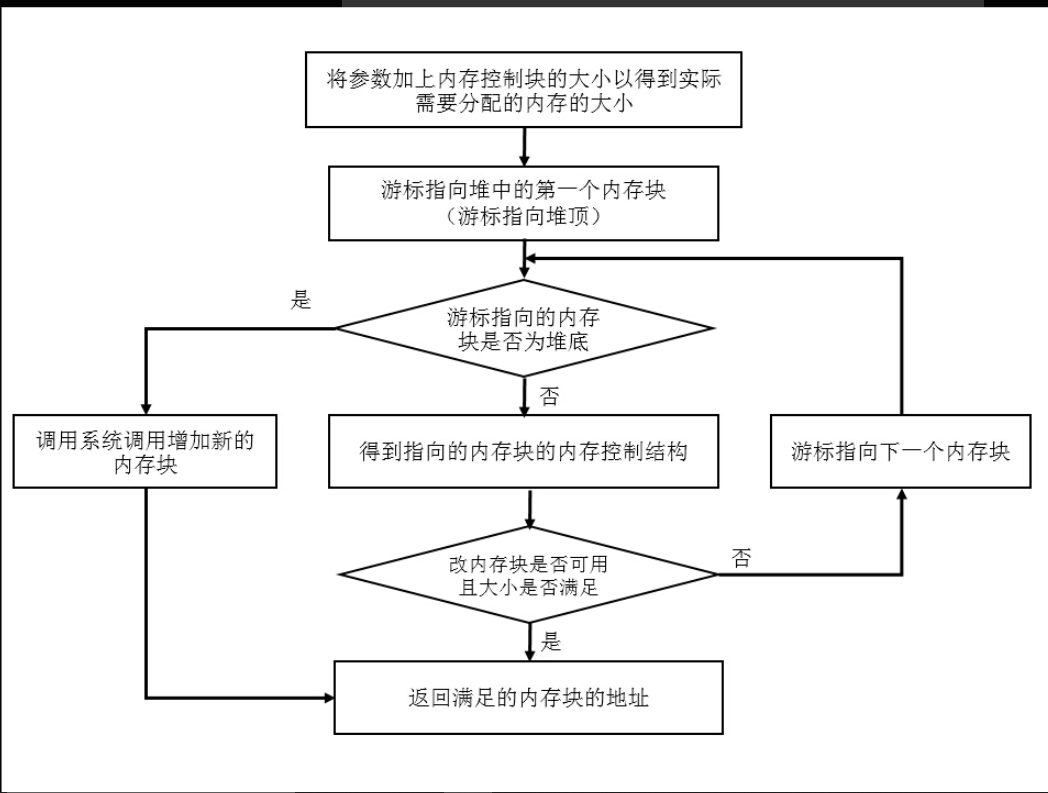 将参数加上内存控制块的大小以得到实际
需要分配的内存的大小
游标指向堆中的第一个内存块
（游标指向堆顶）
是
游标指向的内存
块是否为堆底
否
调用系统调用增加新的
内存块
得到指向的内存块的内存控制结构
游标指向下一个内存块
改内存块是否可用
且大小是否满足
否
是
返回满足的内存块的地址